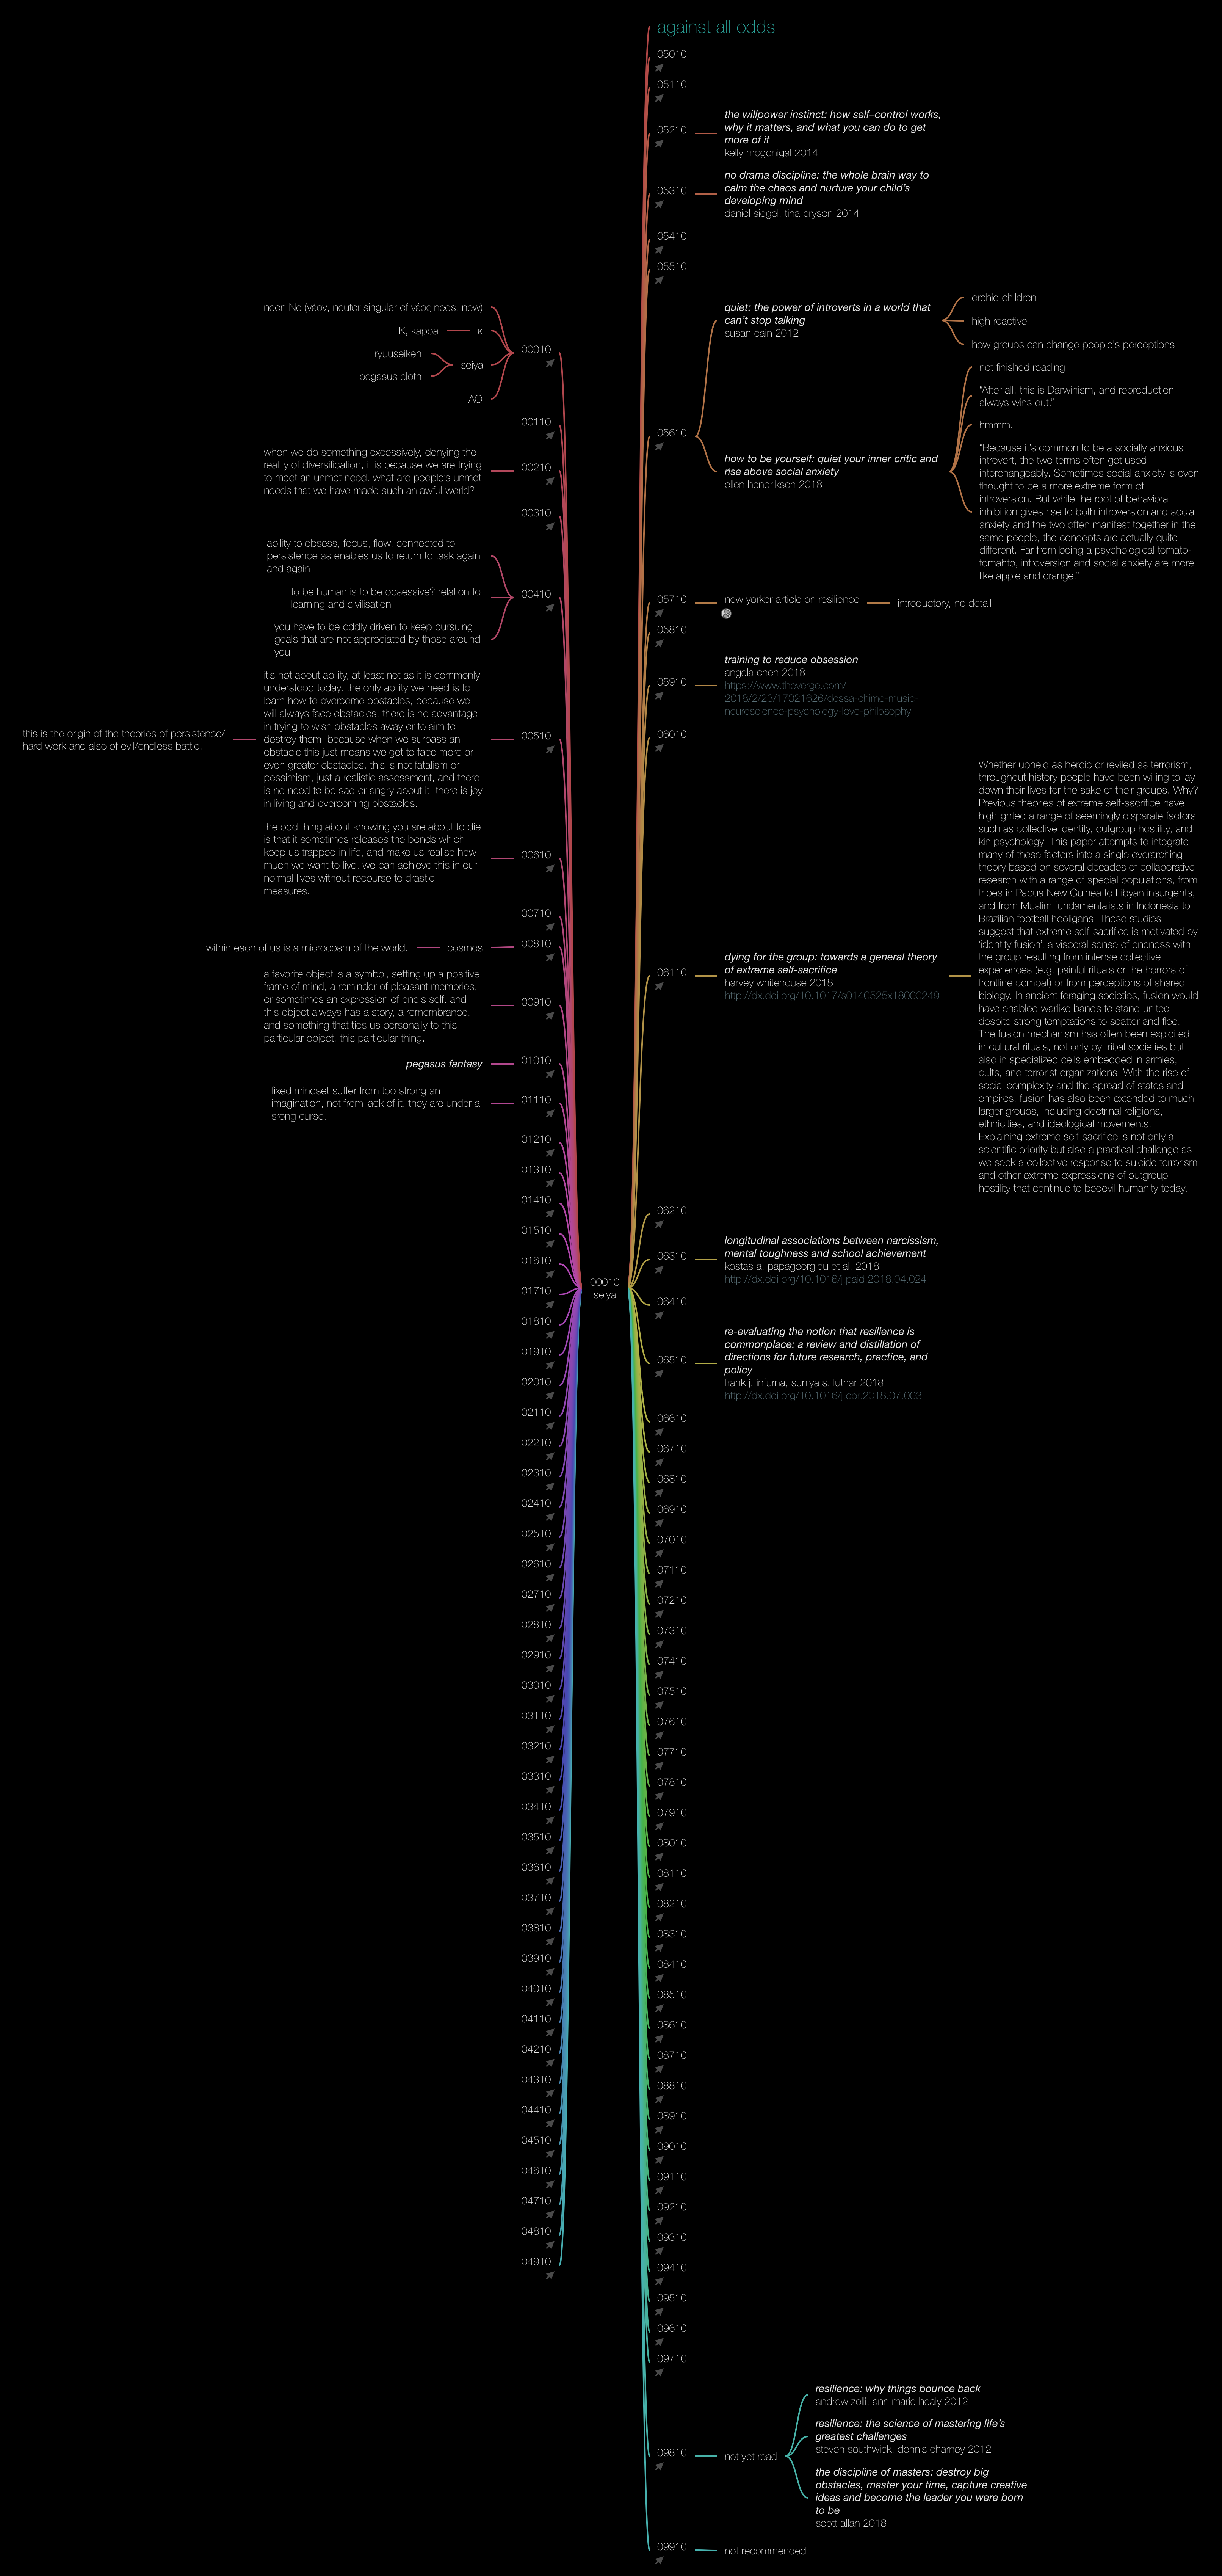 against all odds
neon Ne (νέον, neuter singular of νέος neos, new)
K, kappa
κ
ryuuseiken
pegasus cloth
seiya
AO
00010
00110
when we do something excessively, denying the
reality of diversification, it is because we are trying
to meet an unmet need. what are people's unmet
needs that we have made such an awful world?
00210
00310
ability to obsess, focus, flow, connected to
persistence as enables us to return to task again
and again
to be human is to be obsessive? relation to
learning and civilisation
you have to be oddly driven to keep pursuing
goals that are not appreciated by those around
you
00410
this is the origin of the theories of persistence/
hard work and also of evil/endless battle.
it's not about ability, at least not as it is commonly
understood today. the only ability we need is to
learn how to overcome obstacles, because we
will always face obstacles. there is no advantage
in trying to wish obstacles away or to aim to
destroy them, because when we surpass an
obstacle this just means we get to face more or
even greater obstacles. this is not fatalism or
pessimism, just a realistic assessment, and there
is no need to be sad or angry about it. there is joy
in living and overcoming obstacles.
00510
the odd thing about knowing you are about to die
is that it sometimes releases the bonds which
keep us trapped in life, and make us realise how
much we want to live. we can achieve this in our
normal lives without recourse to drastic
measures.
00610
00710
within each of us is a microcosm of the world.
cosmos
00810
a favorite object is a symbol, setting up a positive
frame of mind, a reminder of pleasant memories,
or sometimes an expression of one's self. and
this object always has a story, a remembrance,
and something that ties us personally to this
particular object, this particular thing.
00910
pegasus fantasy
01010
fixed mindset suffer from too strong an
imagination, not from lack of it. they are under a
srong curse.
01110
01210
01310
01410
01510
01610
01710
01810
01910
02010
02110
02210
02310
02410
02510
02610
02710
02810
02910
03010
03110
03210
03310
03410
03510
03610
03710
03810
03910
04010
04110
04210
04310
04410
04510
04610
04710
04810
04910
00010
seiya
05010
05110
05210
the willpower instinct: how self–control works,
why it matters, and what you can do to get
more of it
kelly mcgonigal 2014
05310
no drama discipline: the whole brain way to
calm the chaos and nurture your child's
developing mind
daniel siegel, tina bryson 2014
05410
05510
05610
quiet: the power of introverts in a world that
can't stop talking
susan cain 2012
orchid children
high reactive
how groups can change people's perceptions
how to be yourself: quiet your inner critic and
rise above social anxiety
ellen hendriksen 2018
not finished reading
“After all, this is Darwinism, and reproduction
always wins out.”
hmmm.
“Because it's common to be a socially anxious
introvert, the two terms often get used
interchangeably. Sometimes social anxiety is even
thought to be a more extreme form of
introversion. But while the root of behavioral
inhibition gives rise to both introversion and social
anxiety and the two often manifest together in the
same people, the concepts are actually quite
different. Far from being a psychological tomato-
tomahto, introversion and social anxiety are more
like apple and orange.”
05710
new yorker article on resilience
introductory, no detail
05810
05910
training to reduce obsession
angela chen 2018
https://www.theverge.com/
2018/2/23/17021626/dessa-chime-music-
neuroscience-psychology-love-philosophy
06010
06110
dying for the group: towards a general theory
of extreme self-sacrifice
harvey whitehouse 2018
http://dx.doi.org/10.1017/s0140525x18000249
Whether upheld as heroic or reviled as terrorism,
throughout history people have been willing to lay
down their lives for the sake of their groups. Why?
Previous theories of extreme self-sacrifice have
highlighted a range of seemingly disparate factors
such as collective identity, outgroup hostility, and
kin psychology. This paper attempts to integrate
many of these factors into a single overarching
theory based on several decades of collaborative
research with a range of special populations, from
tribes in Papua New Guinea to Libyan insurgents,
and from Muslim fundamentalists in Indonesia to
Brazilian football hooligans. These studies
suggest that extreme self-sacrifice is motivated by
‘identity fusion’, a visceral sense of oneness with
the group resulting from intense collective
experiences (e.g. painful rituals or the horrors of
frontline combat) or from perceptions of shared
biology. In ancient foraging societies, fusion would
have enabled warlike bands to stand united
despite strong temptations to scatter and flee.
The fusion mechanism has often been exploited
in cultural rituals, not only by tribal societies but
also in specialized cells embedded in armies,
cults, and terrorist organizations. With the rise of
social complexity and the spread of states and
empires, fusion has also been extended to much
larger groups, including doctrinal religions,
ethnicities, and ideological movements.
Explaining extreme self-sacrifice is not only a
scientific priority but also a practical challenge as
we seek a collective response to suicide terrorism
and other extreme expressions of outgroup
hostility that continue to bedevil humanity today.
06210
06310
longitudinal associations between narcissism,
mental toughness and school achievement
kostas a. papageorgiou et al. 2018
http://dx.doi.org/10.1016/j.paid.2018.04.024
06410
06510
re-evaluating the notion that resilience is
commonplace: a review and distillation of
directions for future research, practice, and
policy
frank j. infurna, suniya s. luthar 2018
http://dx.doi.org/10.1016/j.cpr.2018.07.003
06610
06710
06810
06910
07010
07110
07210
07310
07410
07510
07610
07710
07810
07910
08010
08110
08210
08310
08410
08510
08610
08710
08810
08910
09010
09110
09210
09310
09410
09510
09610
09710
09810
not yet read
resilience: why things bounce back
andrew zolli, ann marie healy 2012
resilience: the science of mastering life's
greatest challenges
steven southwick, dennis charney 2012
the discipline of masters: destroy big
obstacles, master your time, capture creative
ideas and become the leader you were born
to be
scott allan 2018
09910
not recommended